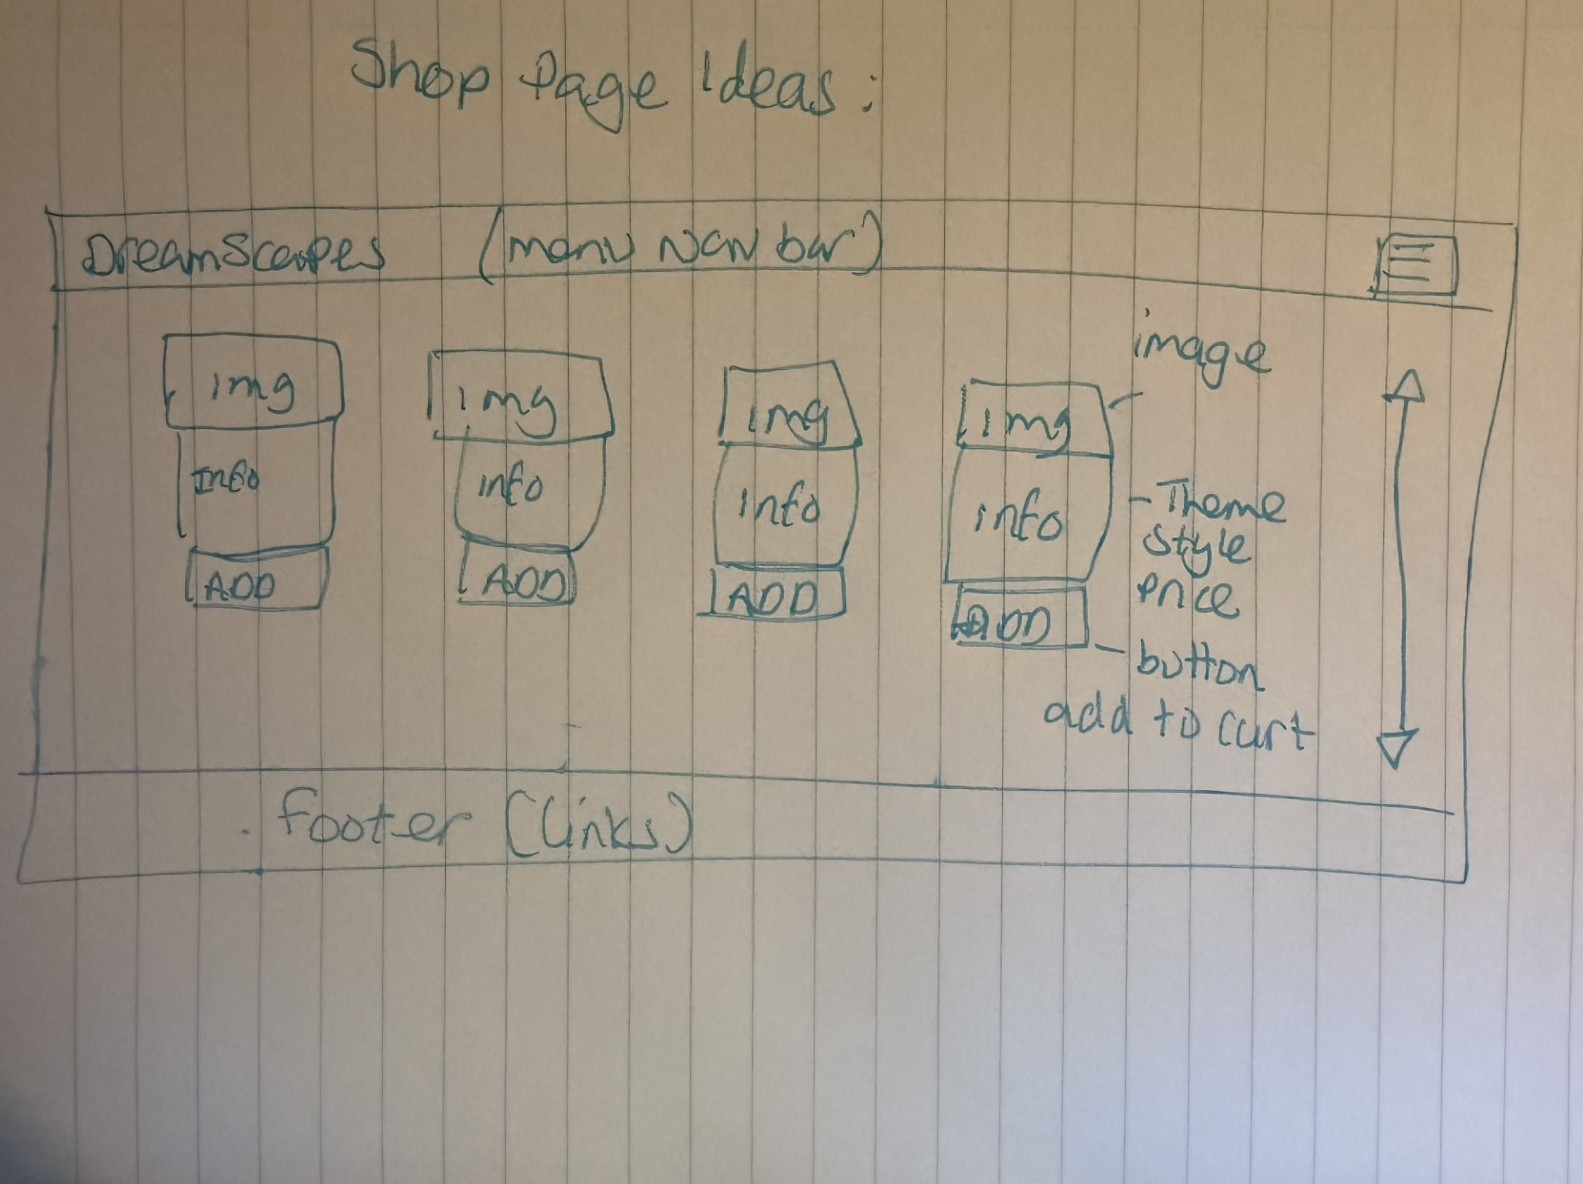 Shop Page Ideas:
DreamScapes (menu Nav bar)
img img img img image
Info info info info - Theme
style
price
ADD ADD ADD ADD - button
add to cart
footer (Links)